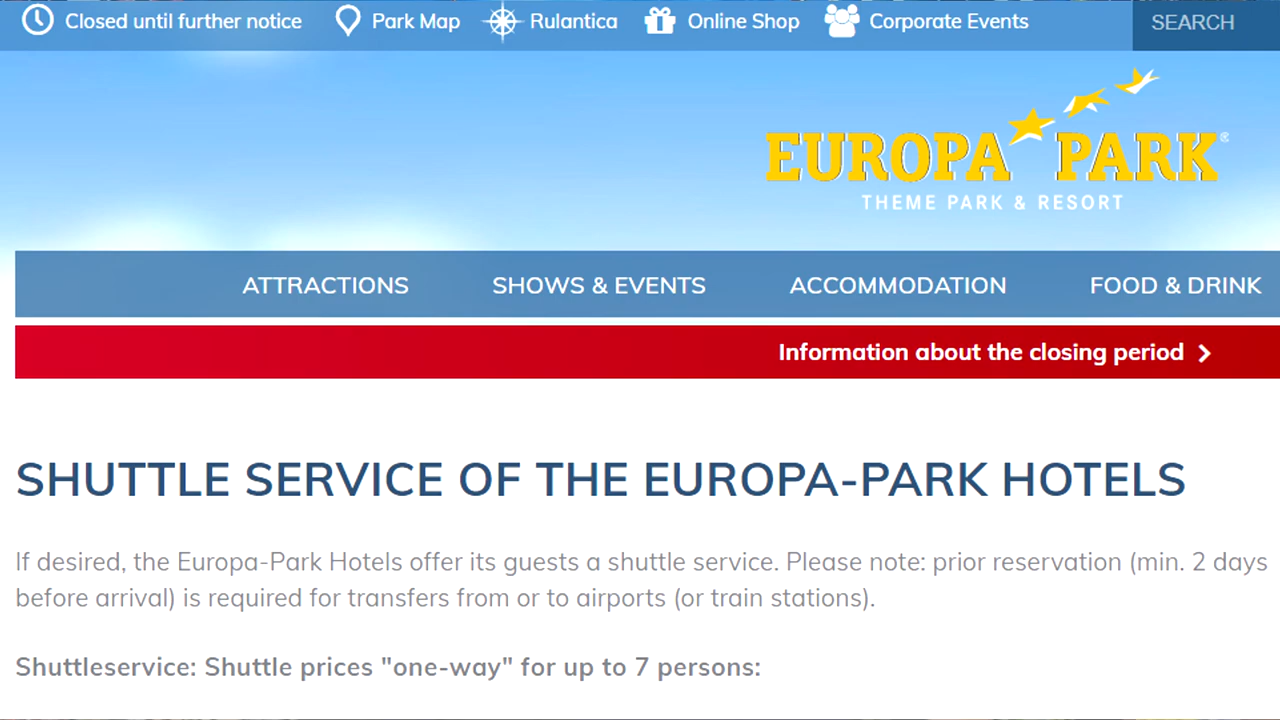 Closed until further notice Park Map Rulantica Online Shop Corporate Events SEARCH
EUROPA PARK®
THEME PARK & RESORT
ATTRACTIONS SHOWS & EVENTS ACCOMMODATION FOOD & DRINK
Information about the closing period
SHUTTLE SERVICE OF THE EUROPA-PARK HOTELS
If desired, the Europa-Park Hotels offer its guests a shuttle service. Please note: prior reservation (min. 2 days
before arrival) is required for transfers from or to airports (or train stations).
Shuttleservice: Shuttle prices "one-way" for up to 7 persons: